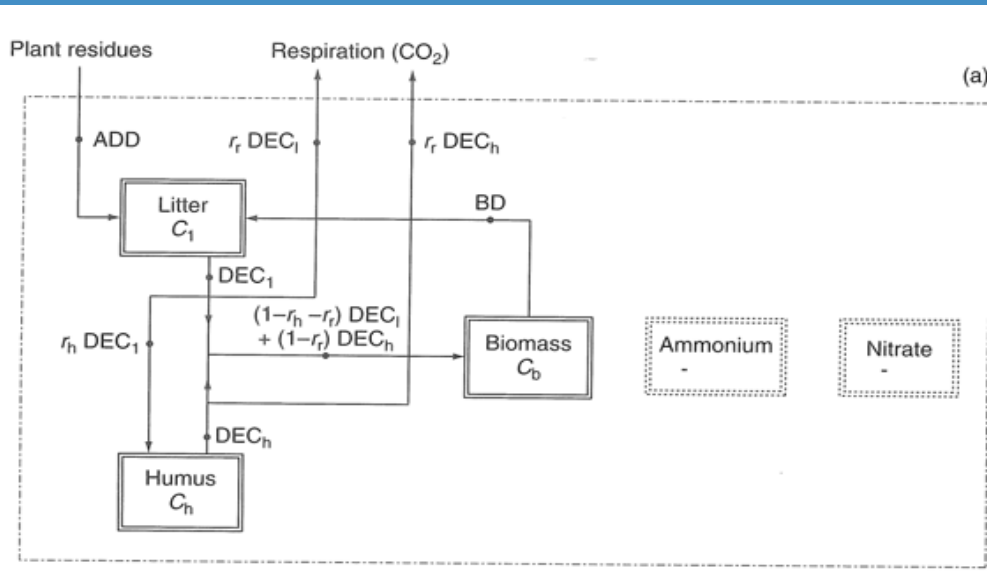 Plant residues
Respiration (CO₂)
(a)
ADD
rᵣ DECₗ
rᵣ DECₕ
Litter
C₁
BD
DEC₁
(1–rₕ –rᵣ) DECₗ
+ (1–rᵣ) DECₕ
rₕ DEC₁
Biomass
C_b
Ammonium
-
Nitrate
-
DECₕ
Humus
Cₕ